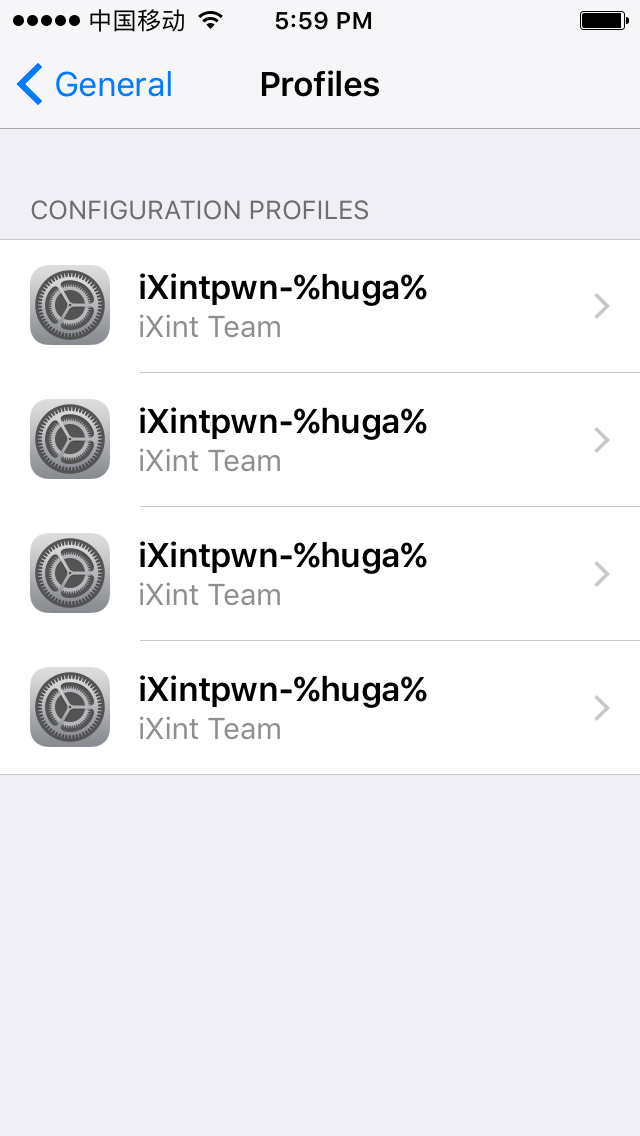 中国移动 5:59 PM
General Profiles
CONFIGURATION PROFILES
iXintpwn-%huga%
iXint Team
iXintpwn-%huga%
iXint Team
iXintpwn-%huga%
iXint Team
iXintpwn-%huga%
iXint Team